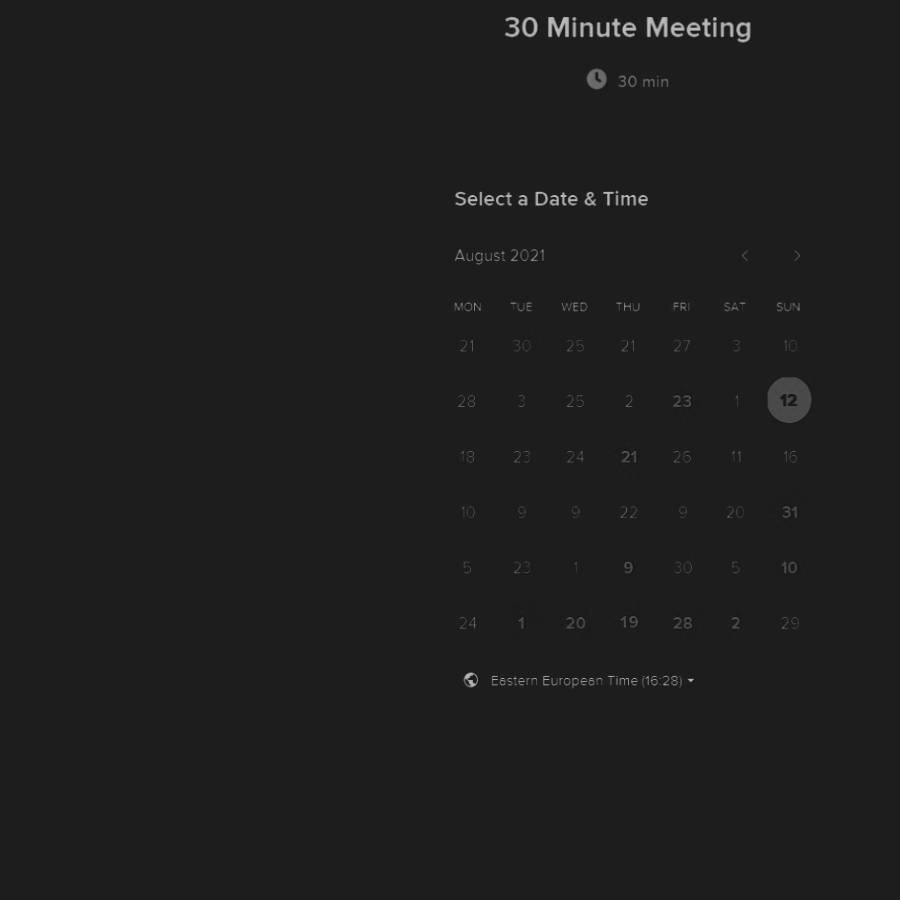 30 Minute Meeting
30 min
Select a Date & Time
August 2021
MON TUE WED THU FRI SAT SUN
21 30 25 21 27 3 10
28 3 25 2 23 1 12
18 23 24 21 26 11 16
10 9 9 22 9 20 31
5 23 1 9 30 5 10
24 1 20 19 28 2 29
Eastern European Time (16:28)